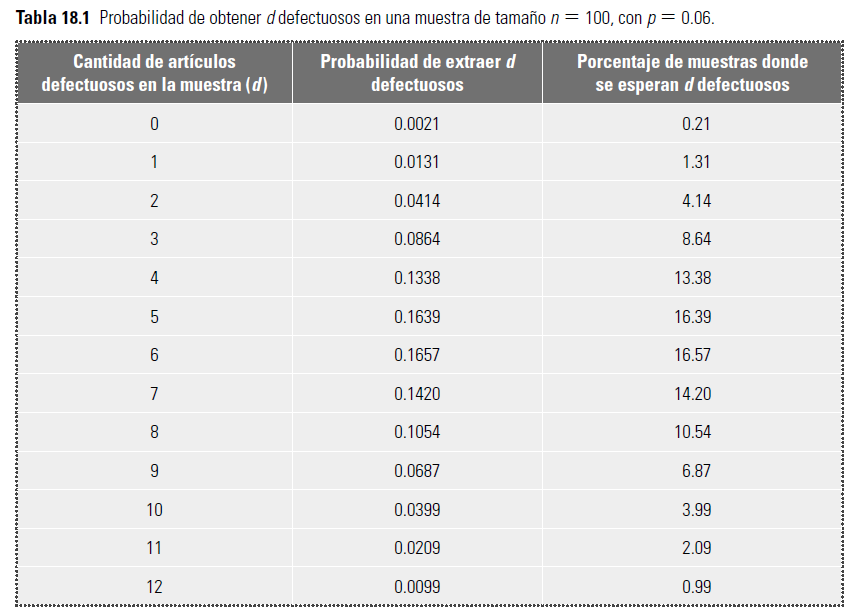 Tabla 18.1 Probabilidad de obtener d defectuosos en una muestra de tamaño n = 100, con p = 0.06.
Cantidad de artículos defectuosos en la muestra (d) Probabilidad de extraer d defectuosos Porcentaje de muestras donde se esperan d defectuosos
0 0.0021 0.21
1 0.0131 1.31
2 0.0414 4.14
3 0.0864 8.64
4 0.1338 13.38
5 0.1639 16.39
6 0.1657 16.57
7 0.1420 14.20
8 0.1054 10.54
9 0.0687 6.87
10 0.0399 3.99
11 0.0209 2.09
12 0.0099 0.99